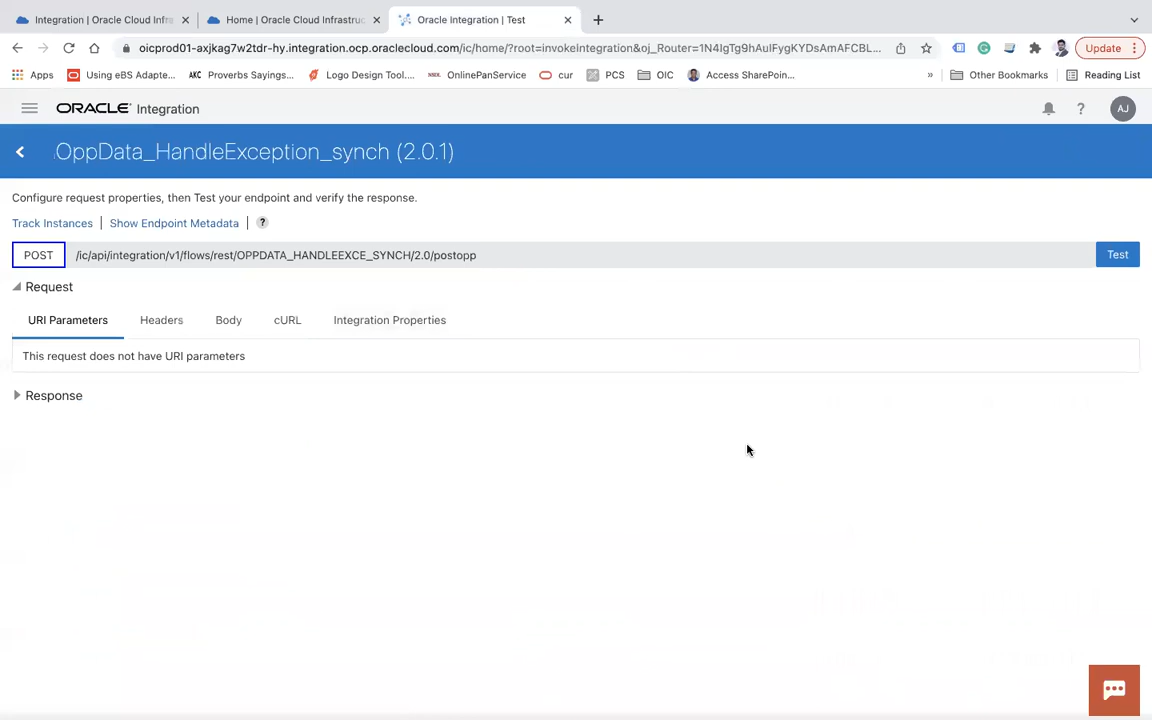 Integration | Oracle Cloud Infra
Home | Oracle Cloud Infrastruc
Oracle Integration | Test
oicprod01-axjkag7w2tdr-hy.integration.ocp.oraclecloud.com/ic/home/?root=invokeIntegration&oj_Router=1N4IgTg9hAuIFygKYDsAmAFCBL...
Update
Apps
Using eBS Adapte...
AKC Proverbs Sayings...
Logo Design Tool....
OnlinePanService
cur
PCS
OIC
Access SharePoin...
»
Other Bookmarks
Reading List
ORACLE Integration
?
AJ
OppData_HandleException_synch (2.0.1)
Configure request properties, then Test your endpoint and verify the response.
Track Instances | Show Endpoint Metadata | ?
POST /ic/api/integration/v1/flows/rest/OPPDATA_HANDLEEXCE_SYNCH/2.0/postopp Test
Request
URI Parameters Headers Body cURL Integration Properties
This request does not have URI parameters
Response